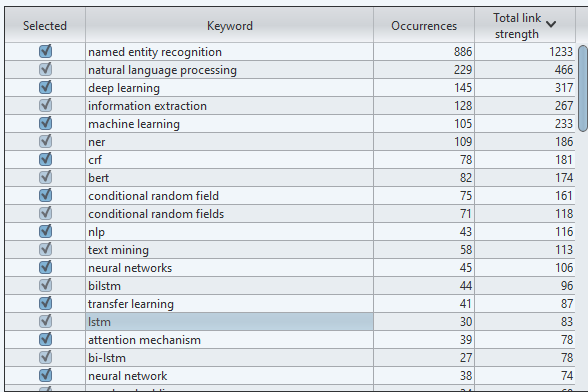 Selected Keyword Occurrences Total link strength
named entity recognition 886 1233
natural language processing 229 466
deep learning 145 317
information extraction 128 267
machine learning 105 233
ner 109 186
crf 78 181
bert 82 174
conditional random field 75 161
conditional random fields 71 118
nlp 43 116
text mining 58 113
neural networks 45 106
bilstm 44 96
transfer learning 41 87
lstm 30 83
attention mechanism 39 78
bi-lstm 27 78
neural network 38 74